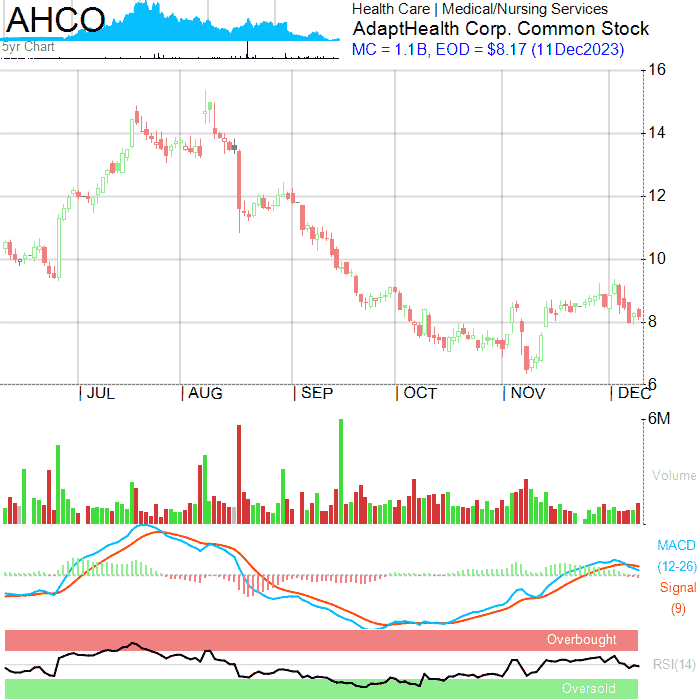 AHCO
5yr Chart
Health Care | Medical/Nursing Services
AdaptHealth Corp. Common Stock
MC = 1.1B, EOD = $8.17 (11Dec2023)
16
14
12
10
8
6
JUL AUG SEP OCT NOV DEC
6M
Volume
MACD
(12-26)
Signal
(9)
Overbought
RSI(14)
Oversold